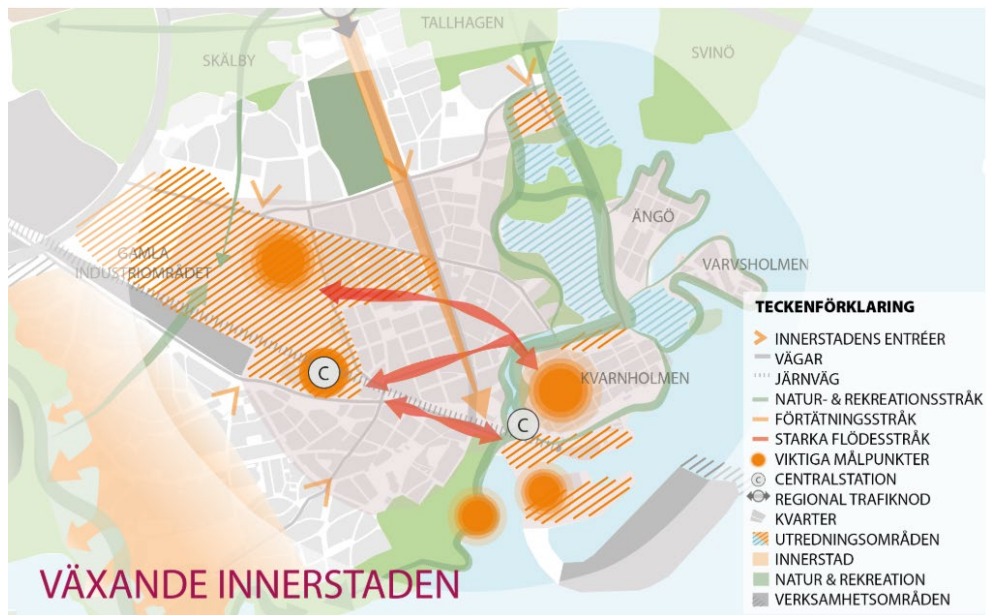 TALLHAGEN
SKÄLBY
SVINÖ
ÄNGÖ
GAMLA
INDUSTRIOMRÅDET
VARVSHOLMEN
C
KVARNHOLMEN
C
TECKENFÖRKLARING
INNERSTADENS ENTRÉER
VÄGAR
JÄRNVÄG
NATUR- & REKREATIONSSTRÅK
FÖRTÄTNINGSSTRÅK
STARKA FLÖDESSTRÅK
VIKTIGA MÅLPUNKTER
C CENTRALSTATION
REGIONAL TRAFIKNOD
KVARTER
UTREDNINGSOMRÅDEN
INNERSTAD
NATUR & REKREATION
VERKSAMHETSOMRÅDEN
VÄXANDE INNERSTADEN